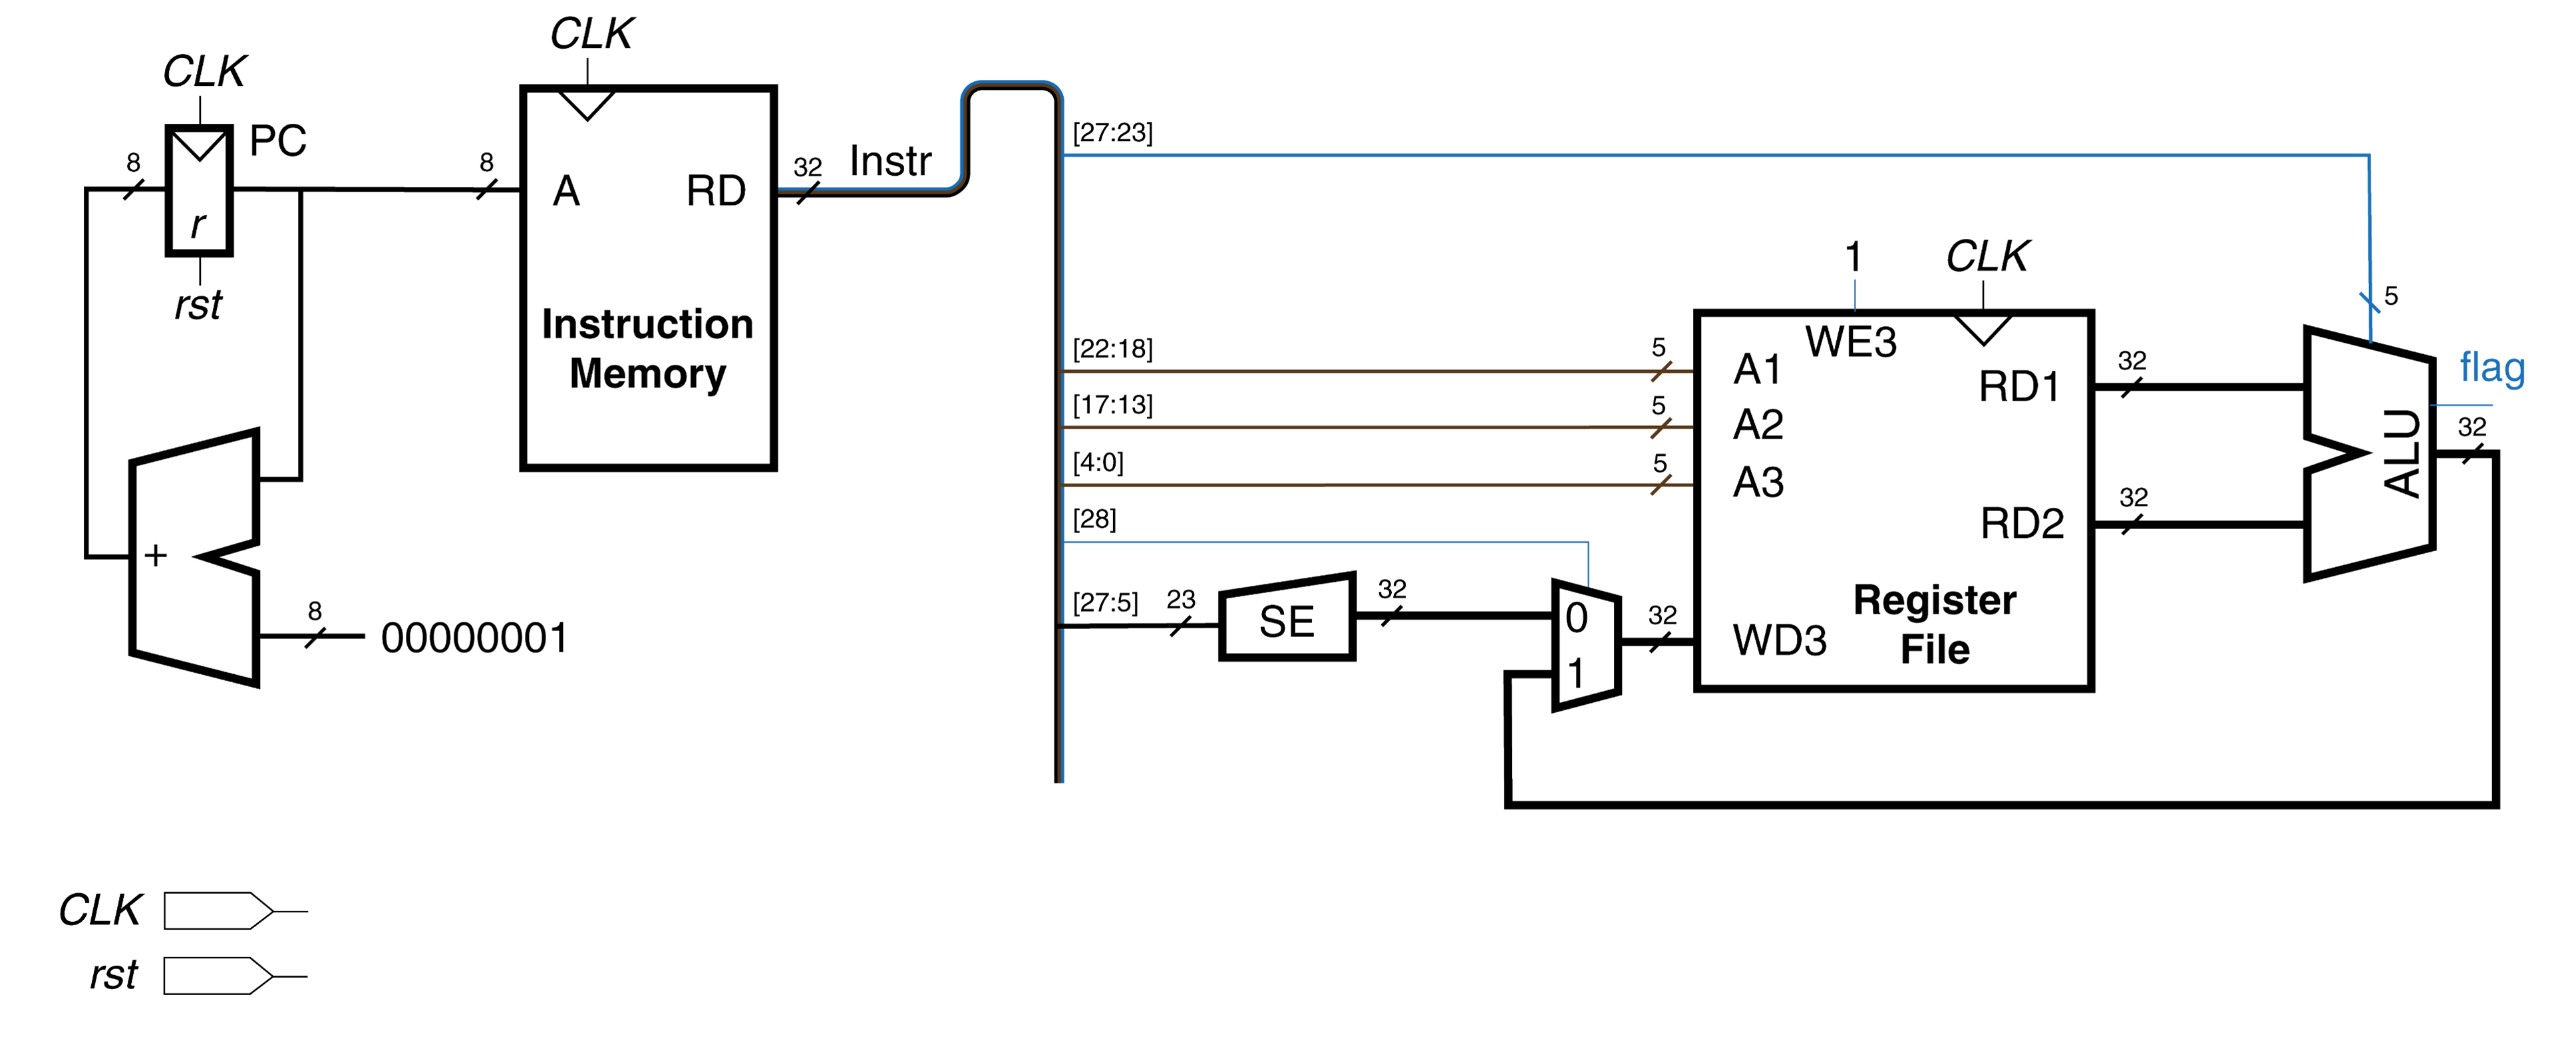 CLK
CLK
PC
8
r
rst
8
A
RD
Instruction
Memory
32
Instr
+
8
00000001
[27:23]
5
[22:18]
5
[17:13]
5
[4:0]
5
[28]
[27:5]
23
SE
32
0
1
32
1
CLK
WE3
A1
A2
A3
WD3
RD1
RD2
Register
File
32
32
ALU
flag
32
CLK
rst